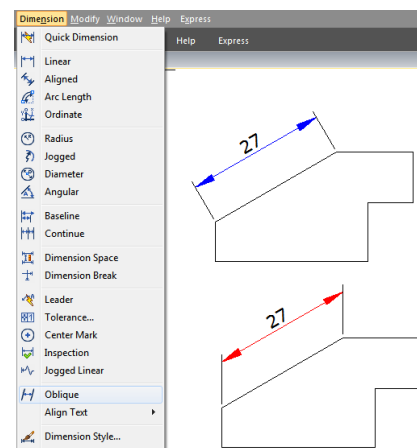 Dimension Modify Window Help Express
Help Express
Quick Dimension
Linear
Aligned
Arc Length
Ordinate
Radius
Jogged
Diameter
Angular
Baseline
Continue
Dimension Space
Dimension Break
Leader
Tolerance...
Center Mark
Inspection
Jogged Linear
Oblique
Align Text
Dimension Style...
27
27